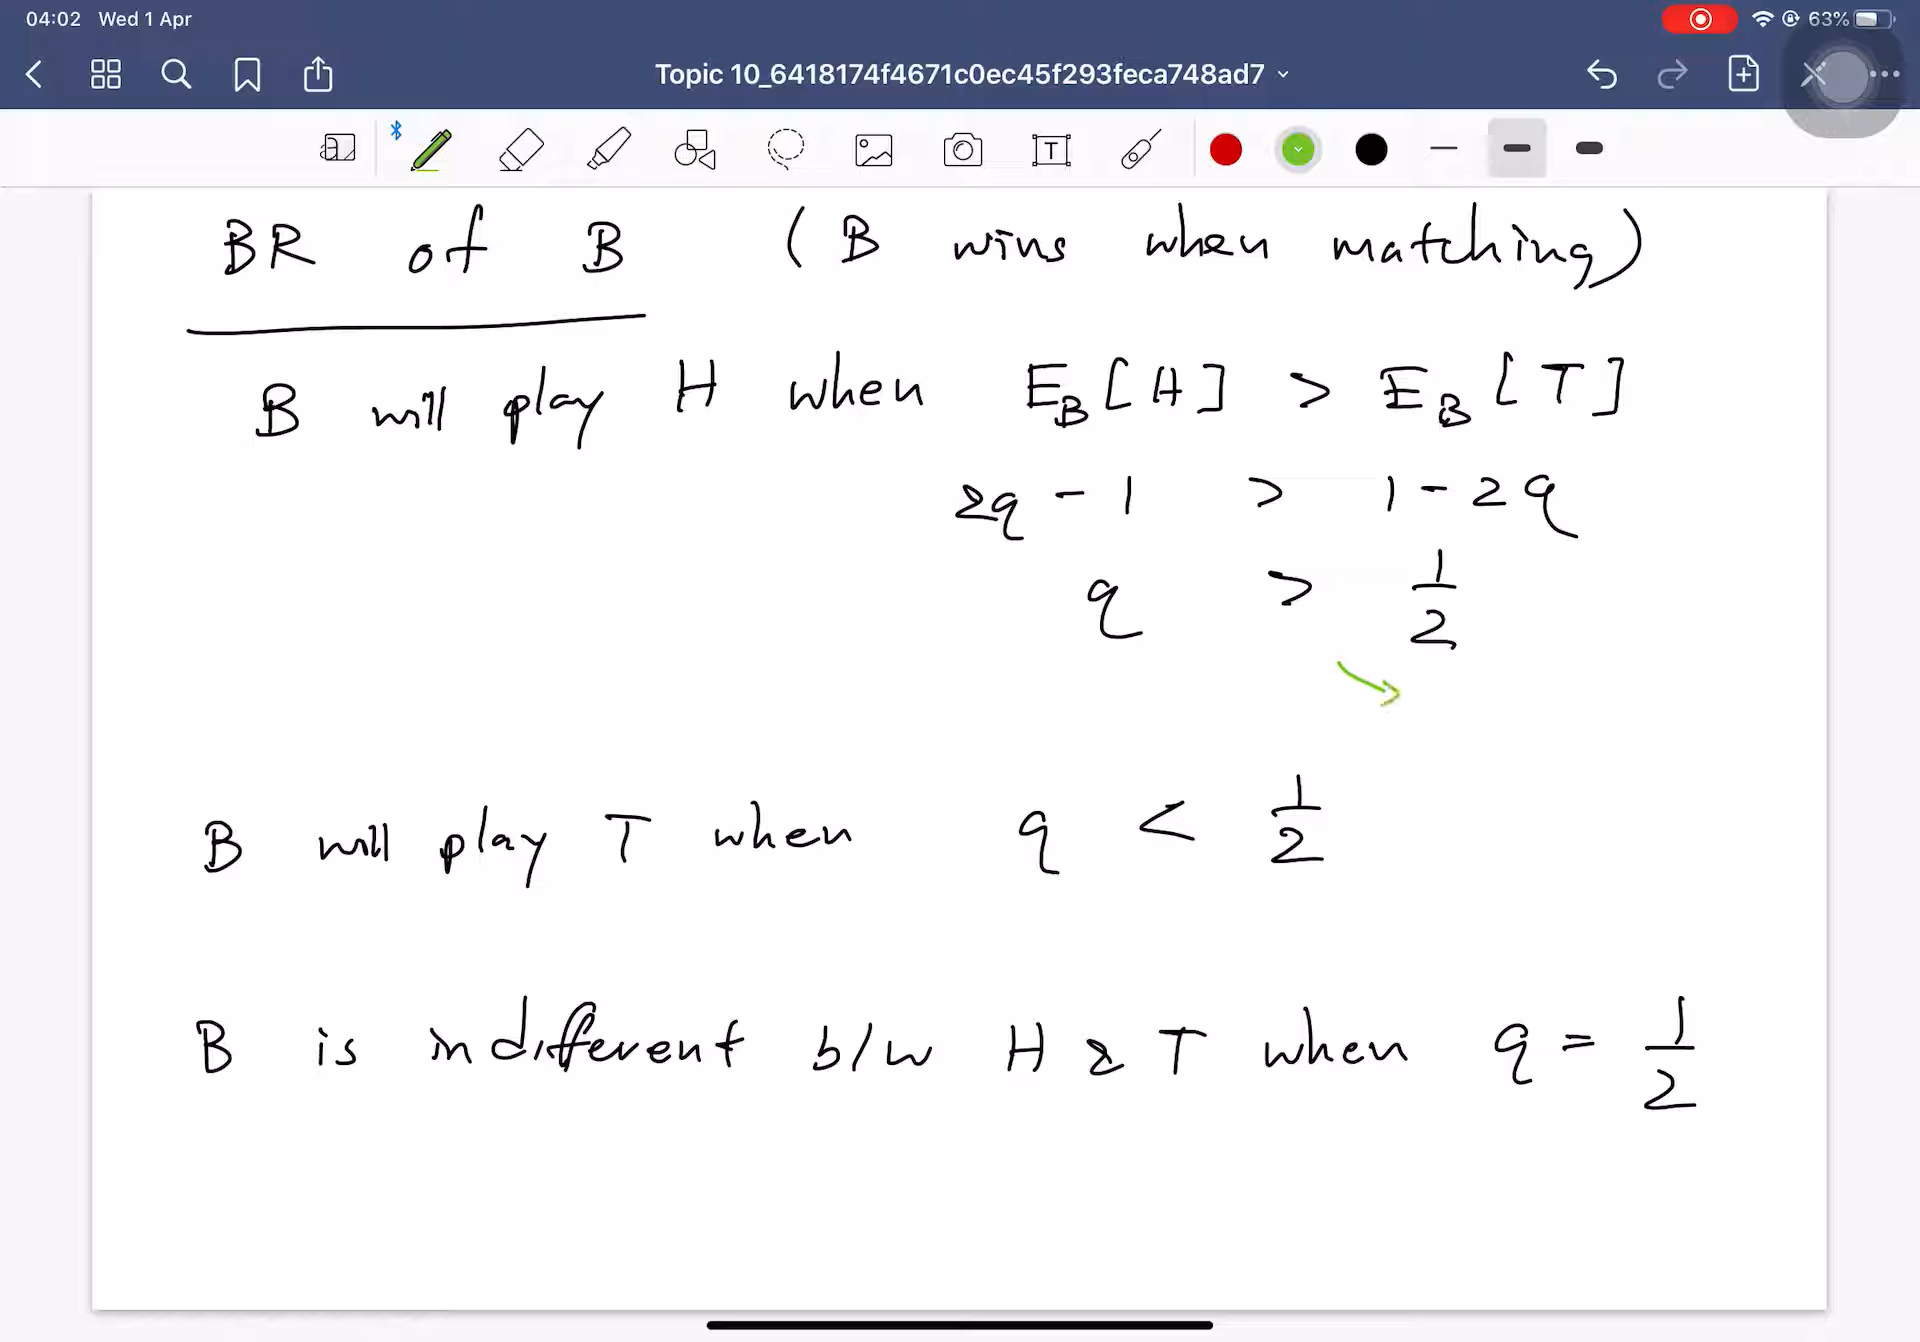 04:02 Wed 1 Apr 63%
Topic 10_6418174f4671c0ec45f293feca748ad7
BR of B (B wins when matching)
B will play H when E_B[H] > E_B[T]
2q - 1 > 1 - 2q
q > 1/2
B will play T when q < 1/2
B is indifferent b/w H & T when q = 1/2